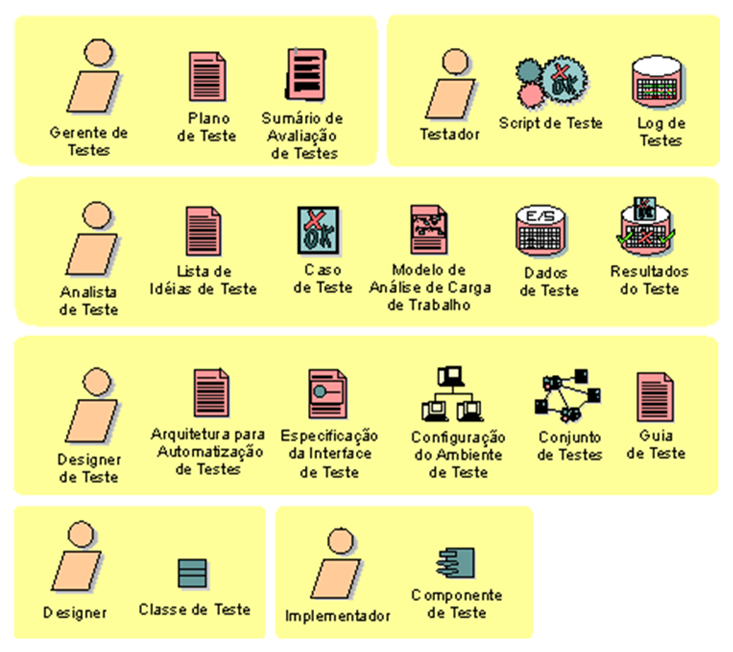 Gerente de
Testes
Plano
de Teste
Sumário de
Avaliação
de Testes
Testador
Script de Teste
Log de
Testes
Analista
de Teste
Lista de
Idéias de Teste
Caso
de Teste
Modelo de
Análise de Carga
de Trabalho
E/S
Dados
de Teste
Resultados
do Teste
Designer
de Teste
Arquitetura para
Automatização
de Testes
Especificação
da Interface
de Teste
Configuração
do Ambiente
de Teste
Conjunto
de Testes
Guia
de Teste
Designer
Classe de Teste
Implementador
Componente
de Teste